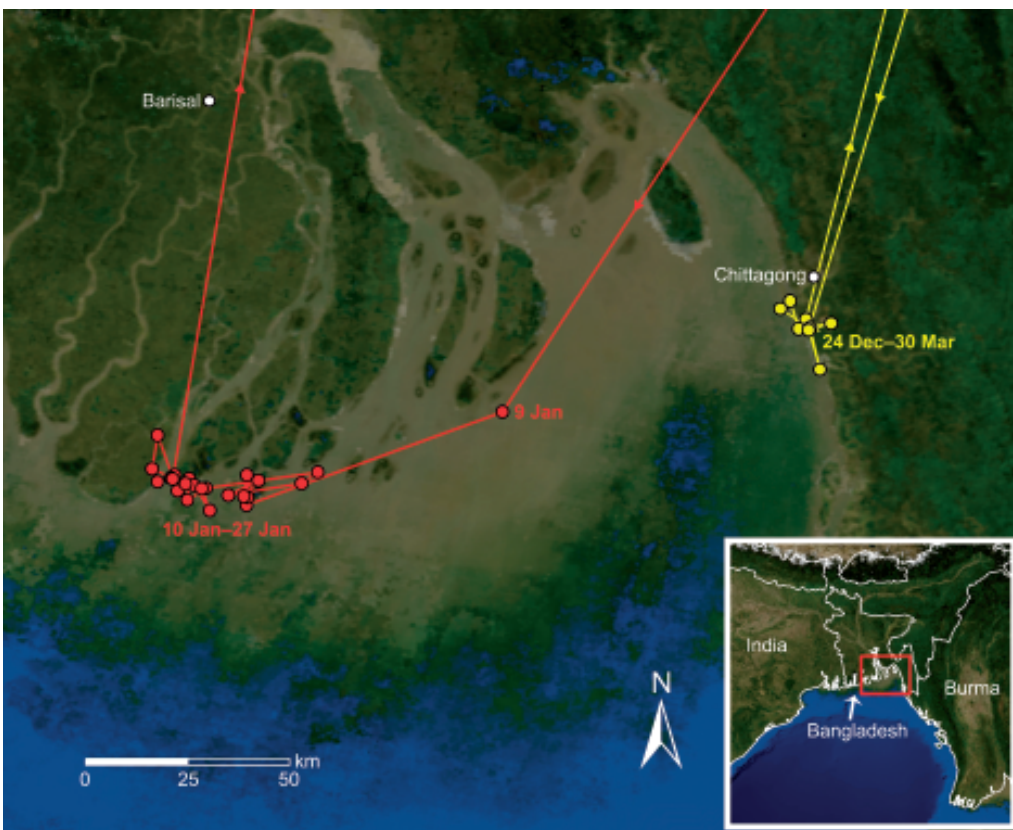 Barisal
Chittagong
24 Dec–30 Mar
9 Jan
10 Jan–27 Jan
N
km
0 25 50
India
Burma
Bangladesh